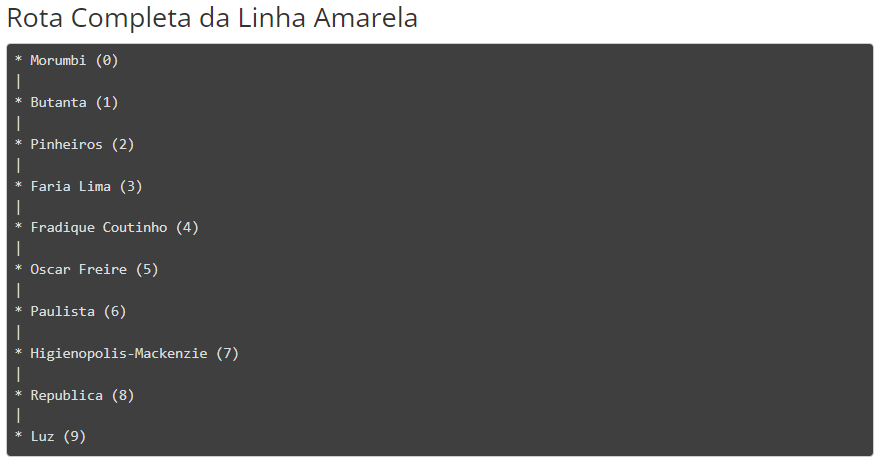 Rota Completa da Linha Amarela
* Morumbi (0)
|
* Butanta (1)
|
* Pinheiros (2)
|
* Faria Lima (3)
|
* Fradique Coutinho (4)
|
* Oscar Freire (5)
|
* Paulista (6)
|
* Higienopolis-Mackenzie (7)
|
* Republica (8)
|
* Luz (9)